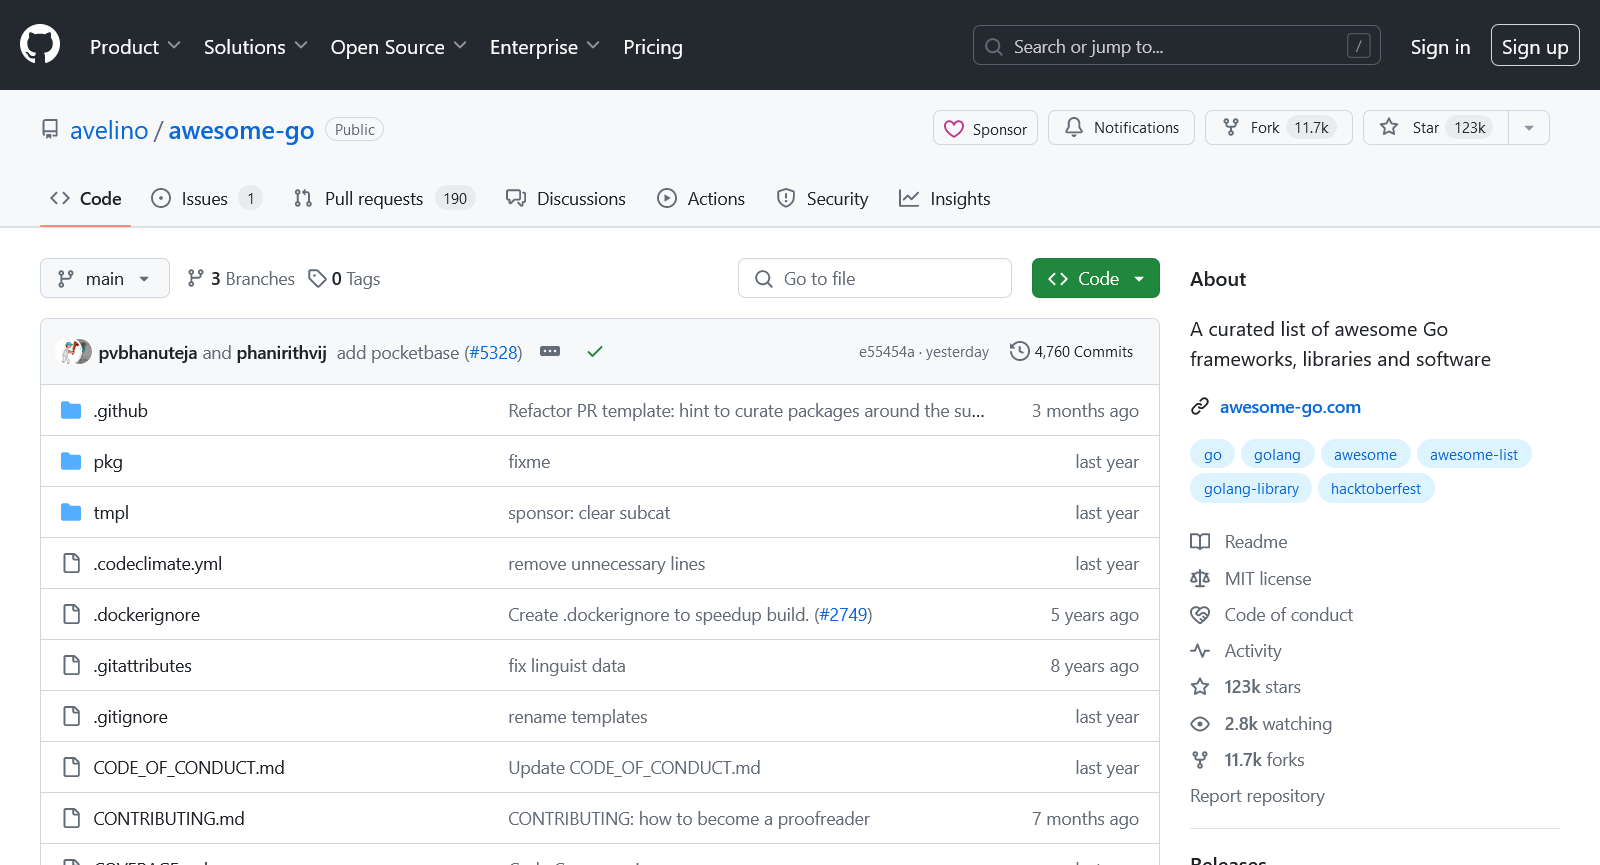 Product Solutions Open Source Enterprise Pricing Search or jump to... / Sign in Sign up
avelino / awesome-go Public Sponsor Notifications Fork 11.7k Star 123k
Code Issues 1 Pull requests 190 Discussions Actions Security Insights
main 3 Branches 0 Tags Go to file Code
pvbhanuteja and phanirithvij add pocketbase (#5328) e55454a · yesterday 4,760 Commits
.github Refactor PR template: hint to curate packages around the su... 3 months ago
pkg fixme last year
tmpl sponsor: clear subcat last year
.codeclimate.yml remove unnecessary lines last year
.dockerignore Create .dockerignore to speedup build. (#2749) 5 years ago
.gitattributes fix linguist data 8 years ago
.gitignore rename templates last year
CODE_OF_CONDUCT.md Update CODE_OF_CONDUCT.md last year
CONTRIBUTING.md CONTRIBUTING: how to become a proofreader 7 months ago
About
A curated list of awesome Go
frameworks, libraries and software
awesome-go.com
go golang awesome awesome-list
golang-library hacktoberfest
Readme
MIT license
Code of conduct
Activity
123k stars
2.8k watching
11.7k forks
Report repository
Releases